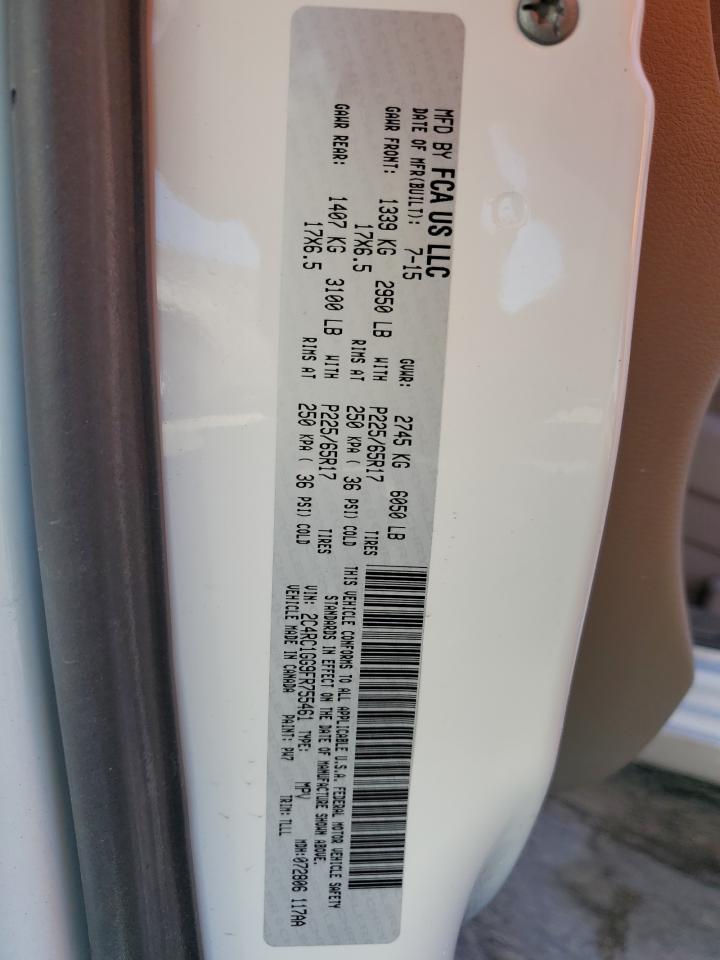 MFD BY FCA US LLC
DATE OF MFR(BUILT): 7-15 GVWR: 2745 KG 6050 LB
GAWR FRONT: 1339 KG 2950 LB WITH P225/65R17 TIRES
17X6.5 RIMS AT 250 KPA ( 36 PSI) COLD
GAWR REAR: 1407 KG 3100 LB WITH P225/65R17 TIRES
17X6.5 RIMS AT 250 KPA ( 36 PSI) COLD
THIS VEHICLE CONFORMS TO ALL APPLICABLE U.S.A. FEDERAL MOTOR VEHICLE SAFETY
STANDARDS IN EFFECT ON THE DATE OF MANUFACTURE SHOWN ABOVE.
VIN: 2C4RC1GG9FR755461 TYPE: MPV MDH:072806 117AA
VEHICLE MADE IN CANADA PAINT: PW7 TRIM: TLLL